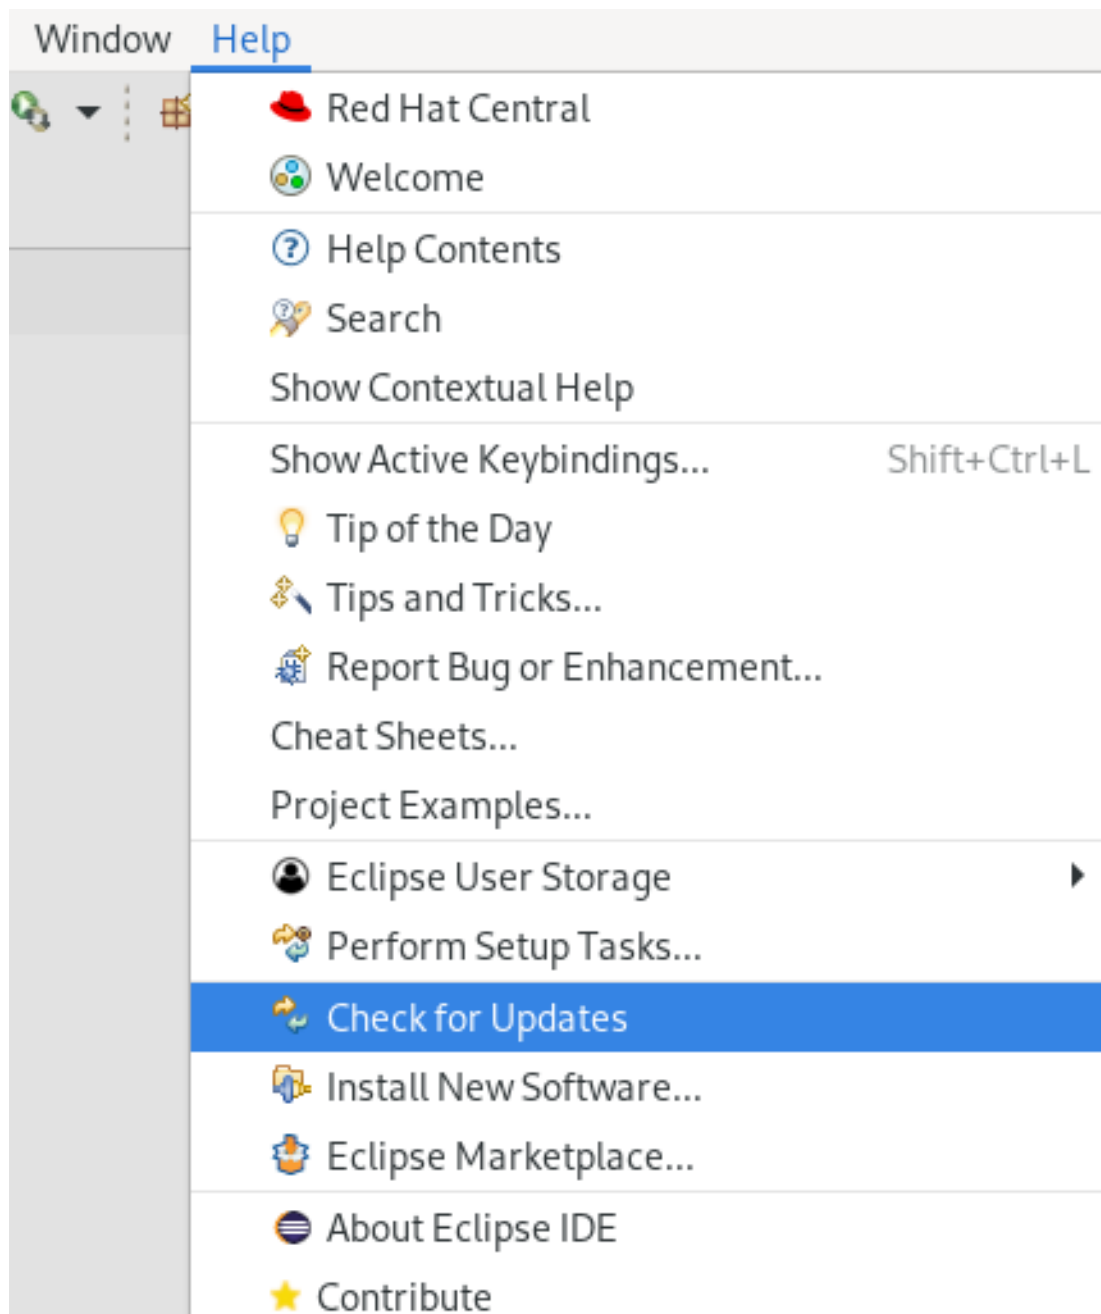 Window Help
Red Hat Central
Welcome
Help Contents
Search
Show Contextual Help
Show Active Keybindings... Shift+Ctrl+L
Tip of the Day
Tips and Tricks...
Report Bug or Enhancement...
Cheat Sheets...
Project Examples...
Eclipse User Storage
Perform Setup Tasks...
Check for Updates
Install New Software...
Eclipse Marketplace...
About Eclipse IDE
Contribute